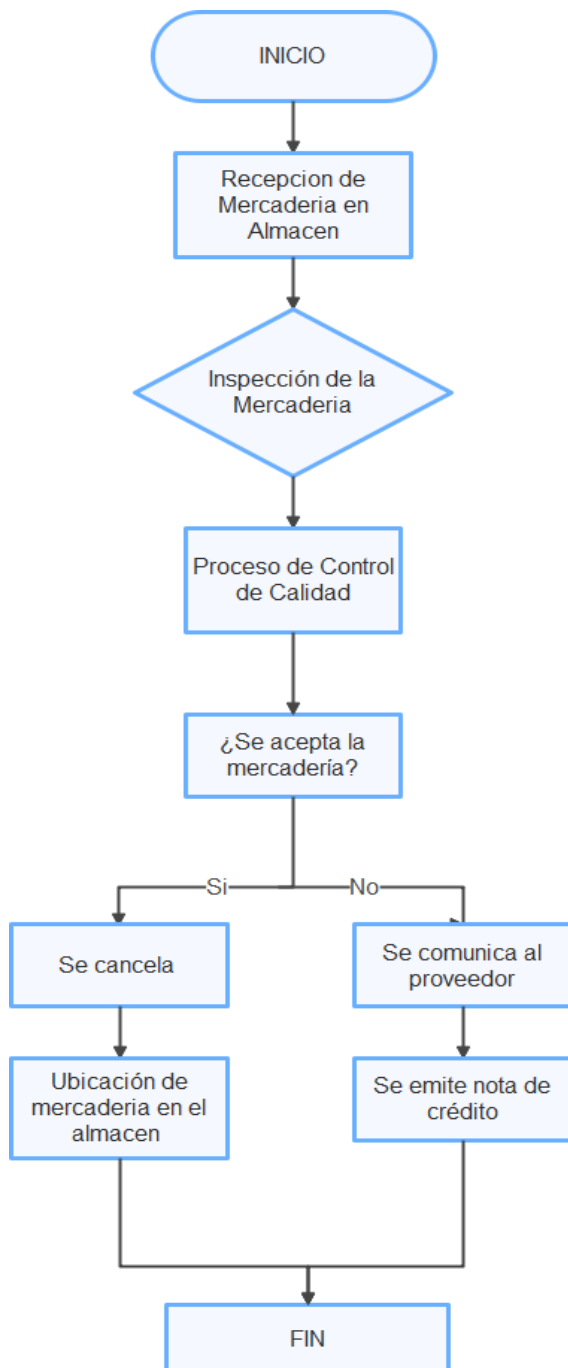 INICIO
Recepcion de
Mercaderia en
Almacen
Inspección de la
Mercaderia
Proceso de Control
de Calidad
¿Se acepta la
mercadería?
Si
No
Se cancela
Se comunica al
proveedor
Ubicación de
mercaderia en el
almacen
Se emite nota de
crédito
FIN